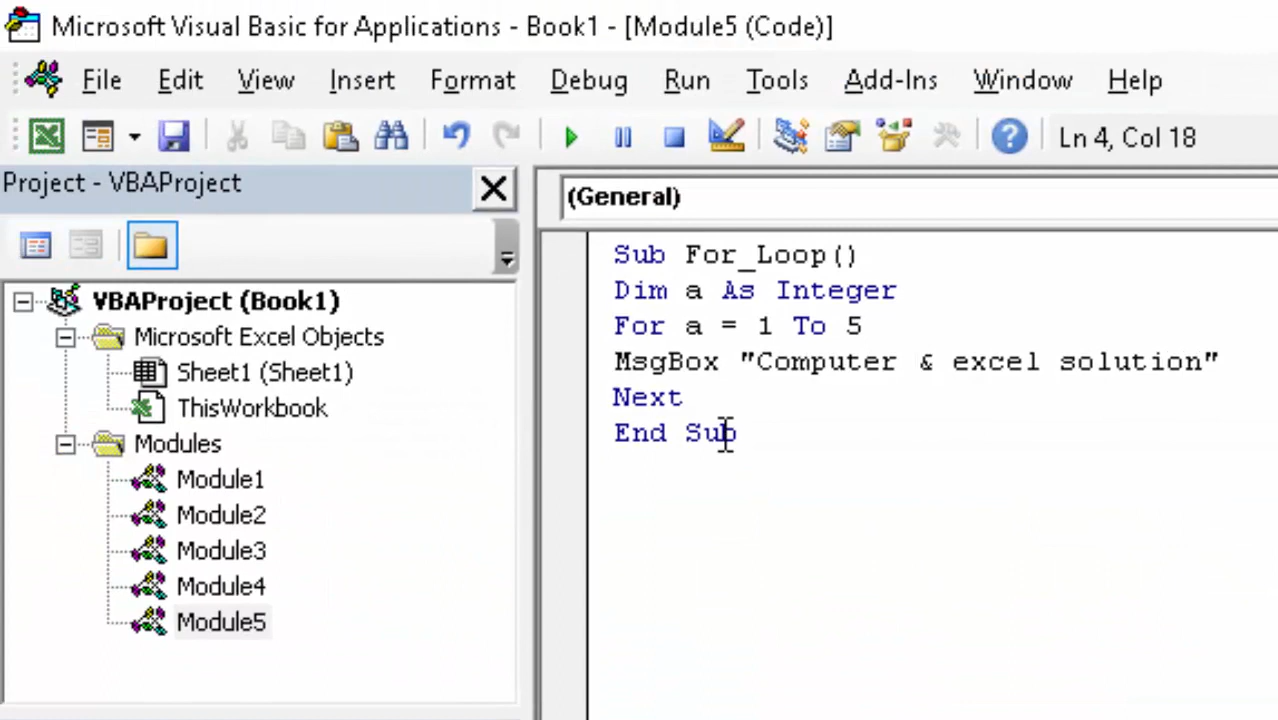 Microsoft Visual Basic for Applications - Book1 - [Module5 (Code)]
File Edit View Insert Format Debug Run Tools Add-Ins Window Help
Ln 4, Col 18
Project - VBAProject
(General)
VBAProject (Book1)
Microsoft Excel Objects
Sheet1 (Sheet1)
ThisWorkbook
Modules
Module1
Module2
Module3
Module4
Module5
Sub For_Loop()
Dim a As Integer
For a = 1 To 5
MsgBox "Computer & excel solution"
Next
End Sub